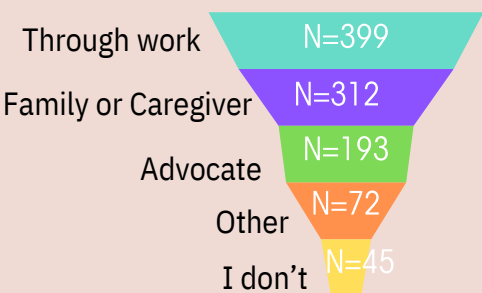 Through work N=399
Family or Caregiver N=312
Advocate N=193
Other N=72
I don’t N=45